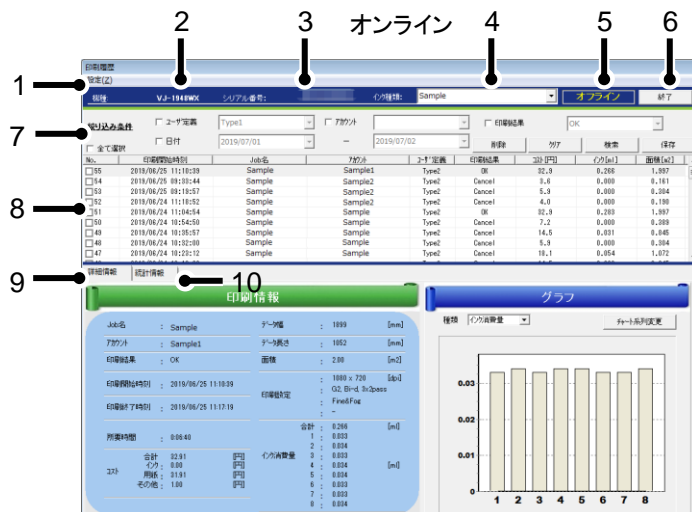 2 3 オンライン 4 5 6
印刷履歴
1 設定(Z)
機種 VJ-1948WX シリアル番号: インク種類: Sample オフライン 終了
7 絞り込み条件 ユーザ定義 Type1 アカウント 印刷結果 OK
全て選択 日付 2019/07/01 － 2019/07/02 削除 クリア 検索 保存
No. 印刷開始時刻 Job名 アカウント ユーザ定義 印刷結果 コスト[円] インク[ml] 面積[m2]
55 2019/06/25 11:10:39 Sample Sample1 Type2 OK 32.9 0.266 1.997
54 2019/06/25 09:33:44 Sample Sample2 Type2 Cancel 3.6 0.000 0.161
53 2019/06/25 09:18:57 Sample Sample2 Type2 Cancel 5.9 0.000 0.304
8 52 2019/06/24 11:18:52 Sample Sample2 Type2 Cancel 4.0 0.000 0.190
51 2019/06/24 11:04:54 Sample Sample Type2 OK 32.9 0.283 1.997
50 2019/06/24 10:54:50 Sample Sample Type2 Cancel 7.2 0.000 0.389
49 2019/06/24 10:35:57 Sample Sample Type2 Cancel 14.5 0.031 0.845
48 2019/06/24 10:32:00 Sample Sample Type2 Cancel 5.9 0.000 0.304
47 2019/06/24 10:23:12 Sample Sample Type2 Cancel 18.1 0.054 1.072
9 詳細情報 統計情報 10
印刷情報
Job名 : Sample データ幅 : 1899 [mm]
アカウント : Sample1 データ長さ : 1052 [mm]
印刷結果 : OK 面積 : 2.00 [m2]
印刷開始時刻 : 2019/06/25 11:10:39 印刷設定 : 1080 x 720 [dpi]
: G2, Bi-d, 3x2pass
: Fine&Fog
印刷終了時刻 : 2019/06/25 11:17:19 : -
所要時間 : 0:06:40
コスト 合計 : 32.91 [円]
インク : 0.00 [円]
用紙 : 31.91 [円]
その他 : 1.00 [円]
インク消費量 合計 : 0.266 [ml]
1 : 0.033
2 : 0.034
3 : 0.033
4 : 0.034 [ml]
5 : 0.034
6 : 0.033
7 : 0.033
8 : 0.034
グラフ
種類 インク消費量 チャート系列変更
0.03
0.02
0.01
0
1 2 3 4 5 6 7 8